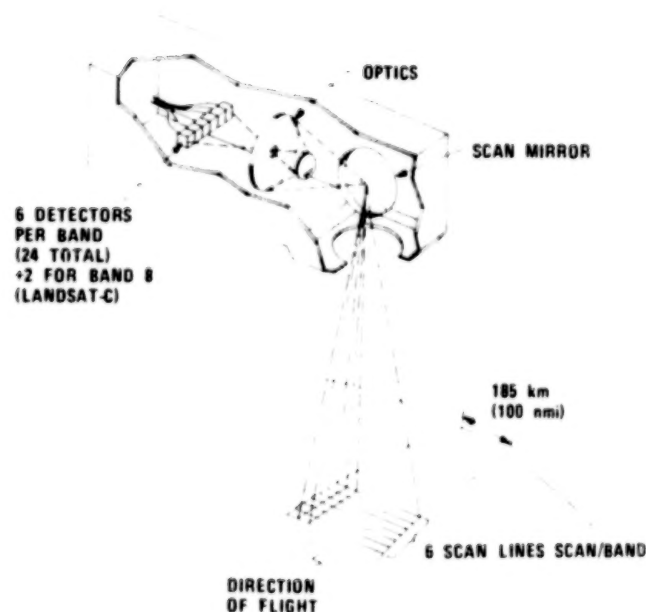 OPTICS
SCAN MIRROR
6 DETECTORS
PER BAND
(24 TOTAL)
+2 FOR BAND 8
(LANDSAT-C)
185 km
(100 nmi)
6 SCAN LINES SCAN/BAND
DIRECTION
OF FLIGHT